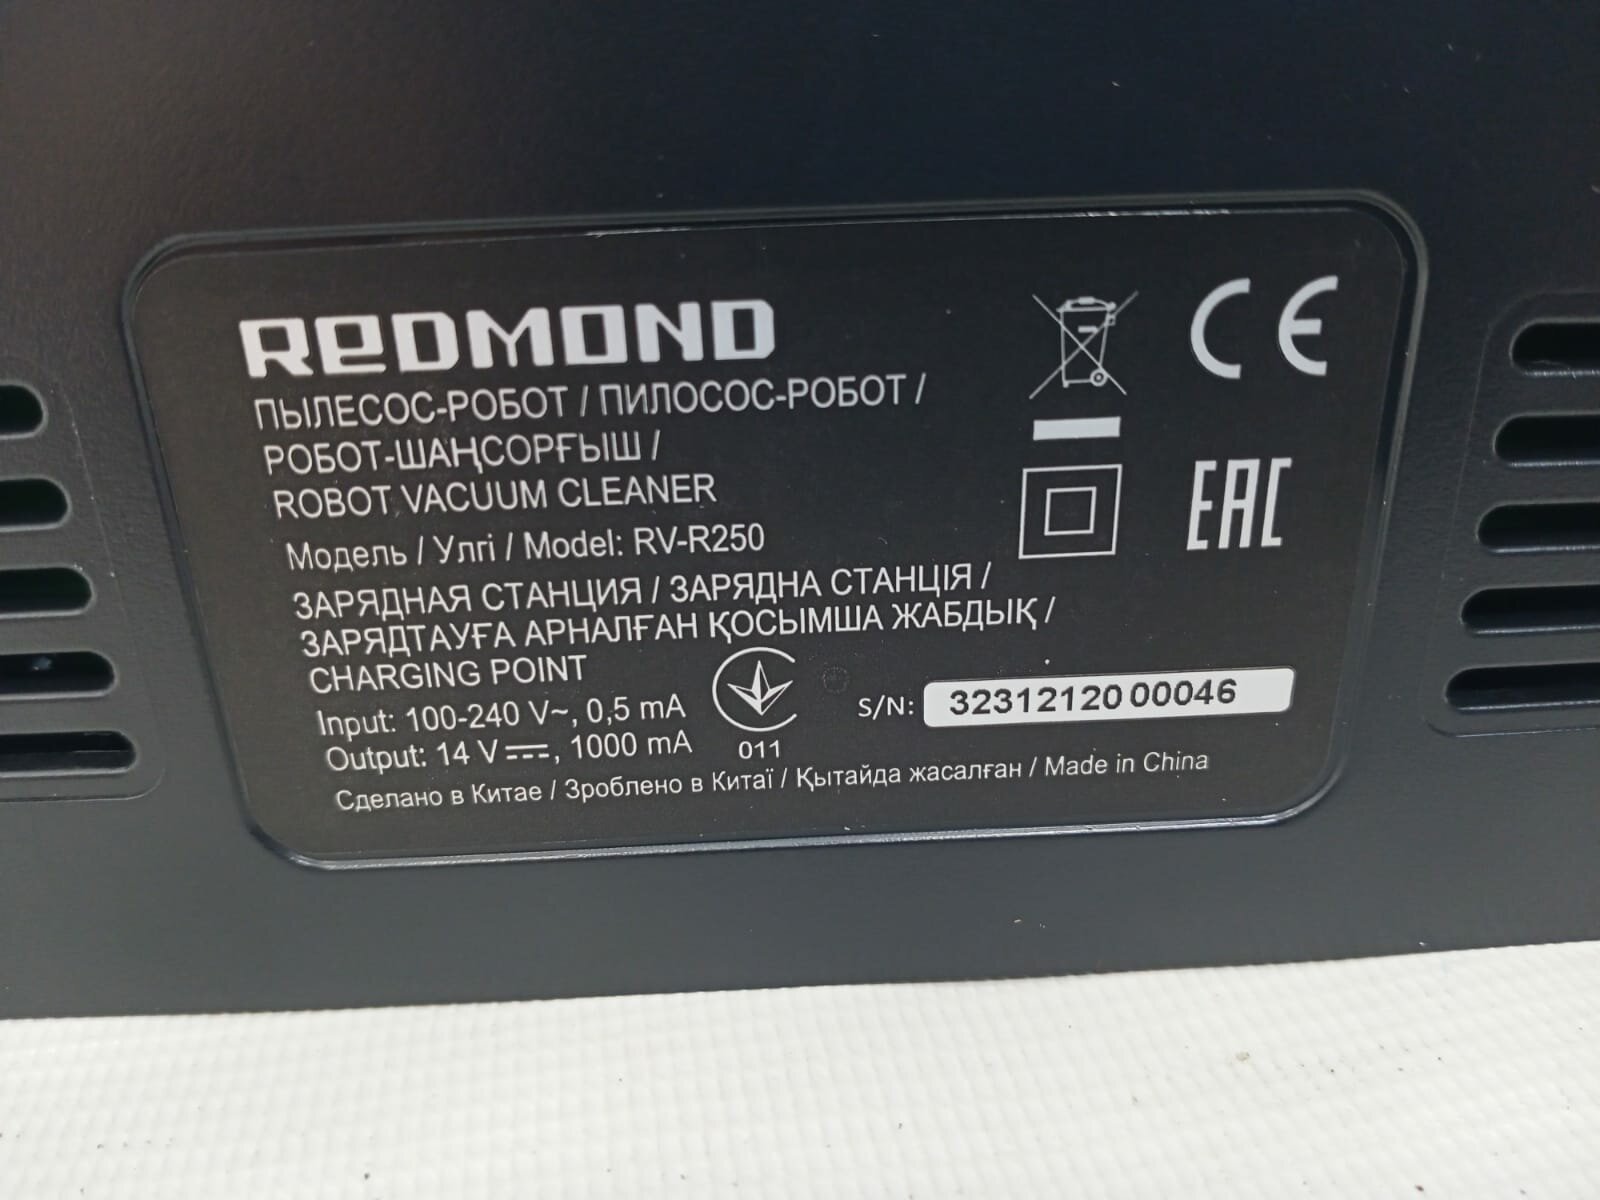 REDMOND
ПЫЛЕСОС-РОБОТ / ПИЛОСОС-РОБОТ /
РОБОТ-ШАҢСОРҒЫШ /
ROBOT VACUUM CLEANER
Модель / Улгі / Model: RV-R250
ЗАРЯДНАЯ СТАНЦИЯ / ЗАРЯДНА СТАНЦІЯ /
ЗАРЯДТАУҒА АРНАЛҒАН ҚОСЫМША ЖАБДЫҚ /
CHARGING POINT
Input: 100-240 V~, 0,5 mA
Output: 14 V⎓, 1000 mA
011
S/N: 32312120 00046
Сделано в Китае / Зроблено в Китаї / Қытайда жасалған / Made in China
CE
EAC